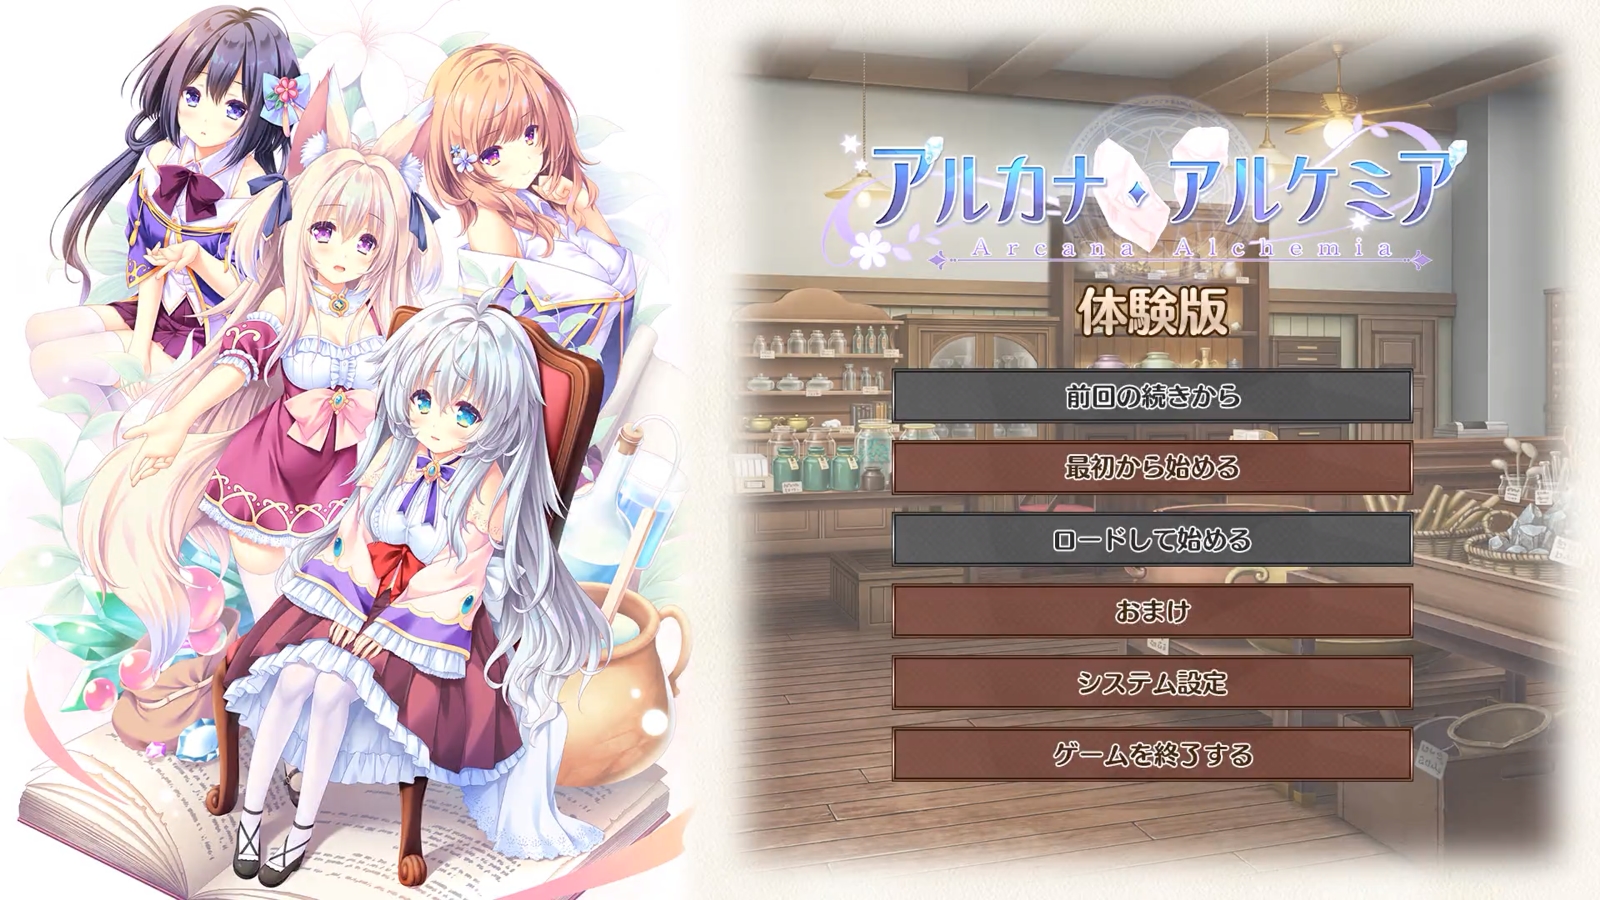 アルカナ・アルケミア
Arcana Alchemia
体験版
前回の続きから
最初から始める
ロードして始める
おまけ
システム設定
ゲームを終了する